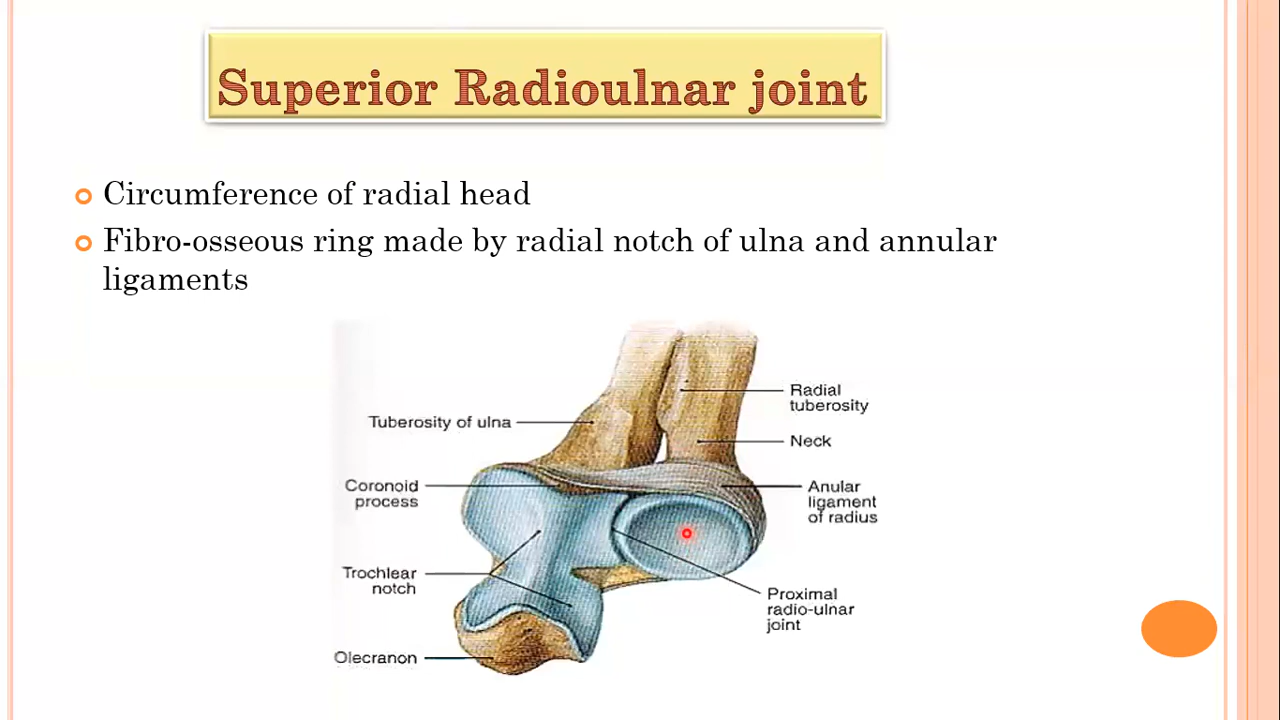 Superior Radioulnar joint
Circumference of radial head
Fibro-osseous ring made by radial notch of ulna and annular
ligaments
Radial
tuberosity
Tuberosity of ulna
Neck
Coronoid
process
Anular
ligament
of radius
Trochlear
notch
Proximal
radio-ulnar
joint
Olecranon